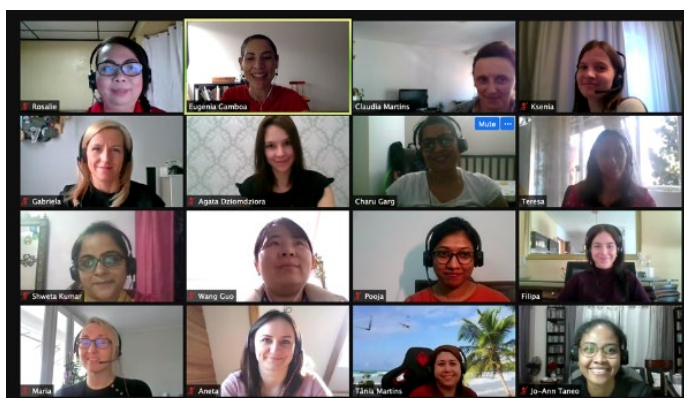 Rosalie
Eugenia Gamboa
Claudia Martins
Ksenia
Mute ...
Gabriela
Agata Dziomdziora
Charu Garg
Teresa
Shweta Kumar
Wang Guo
Pooja
Filipa
Maria
Aneta
Tânia Martins
Jo-Ann Taneo